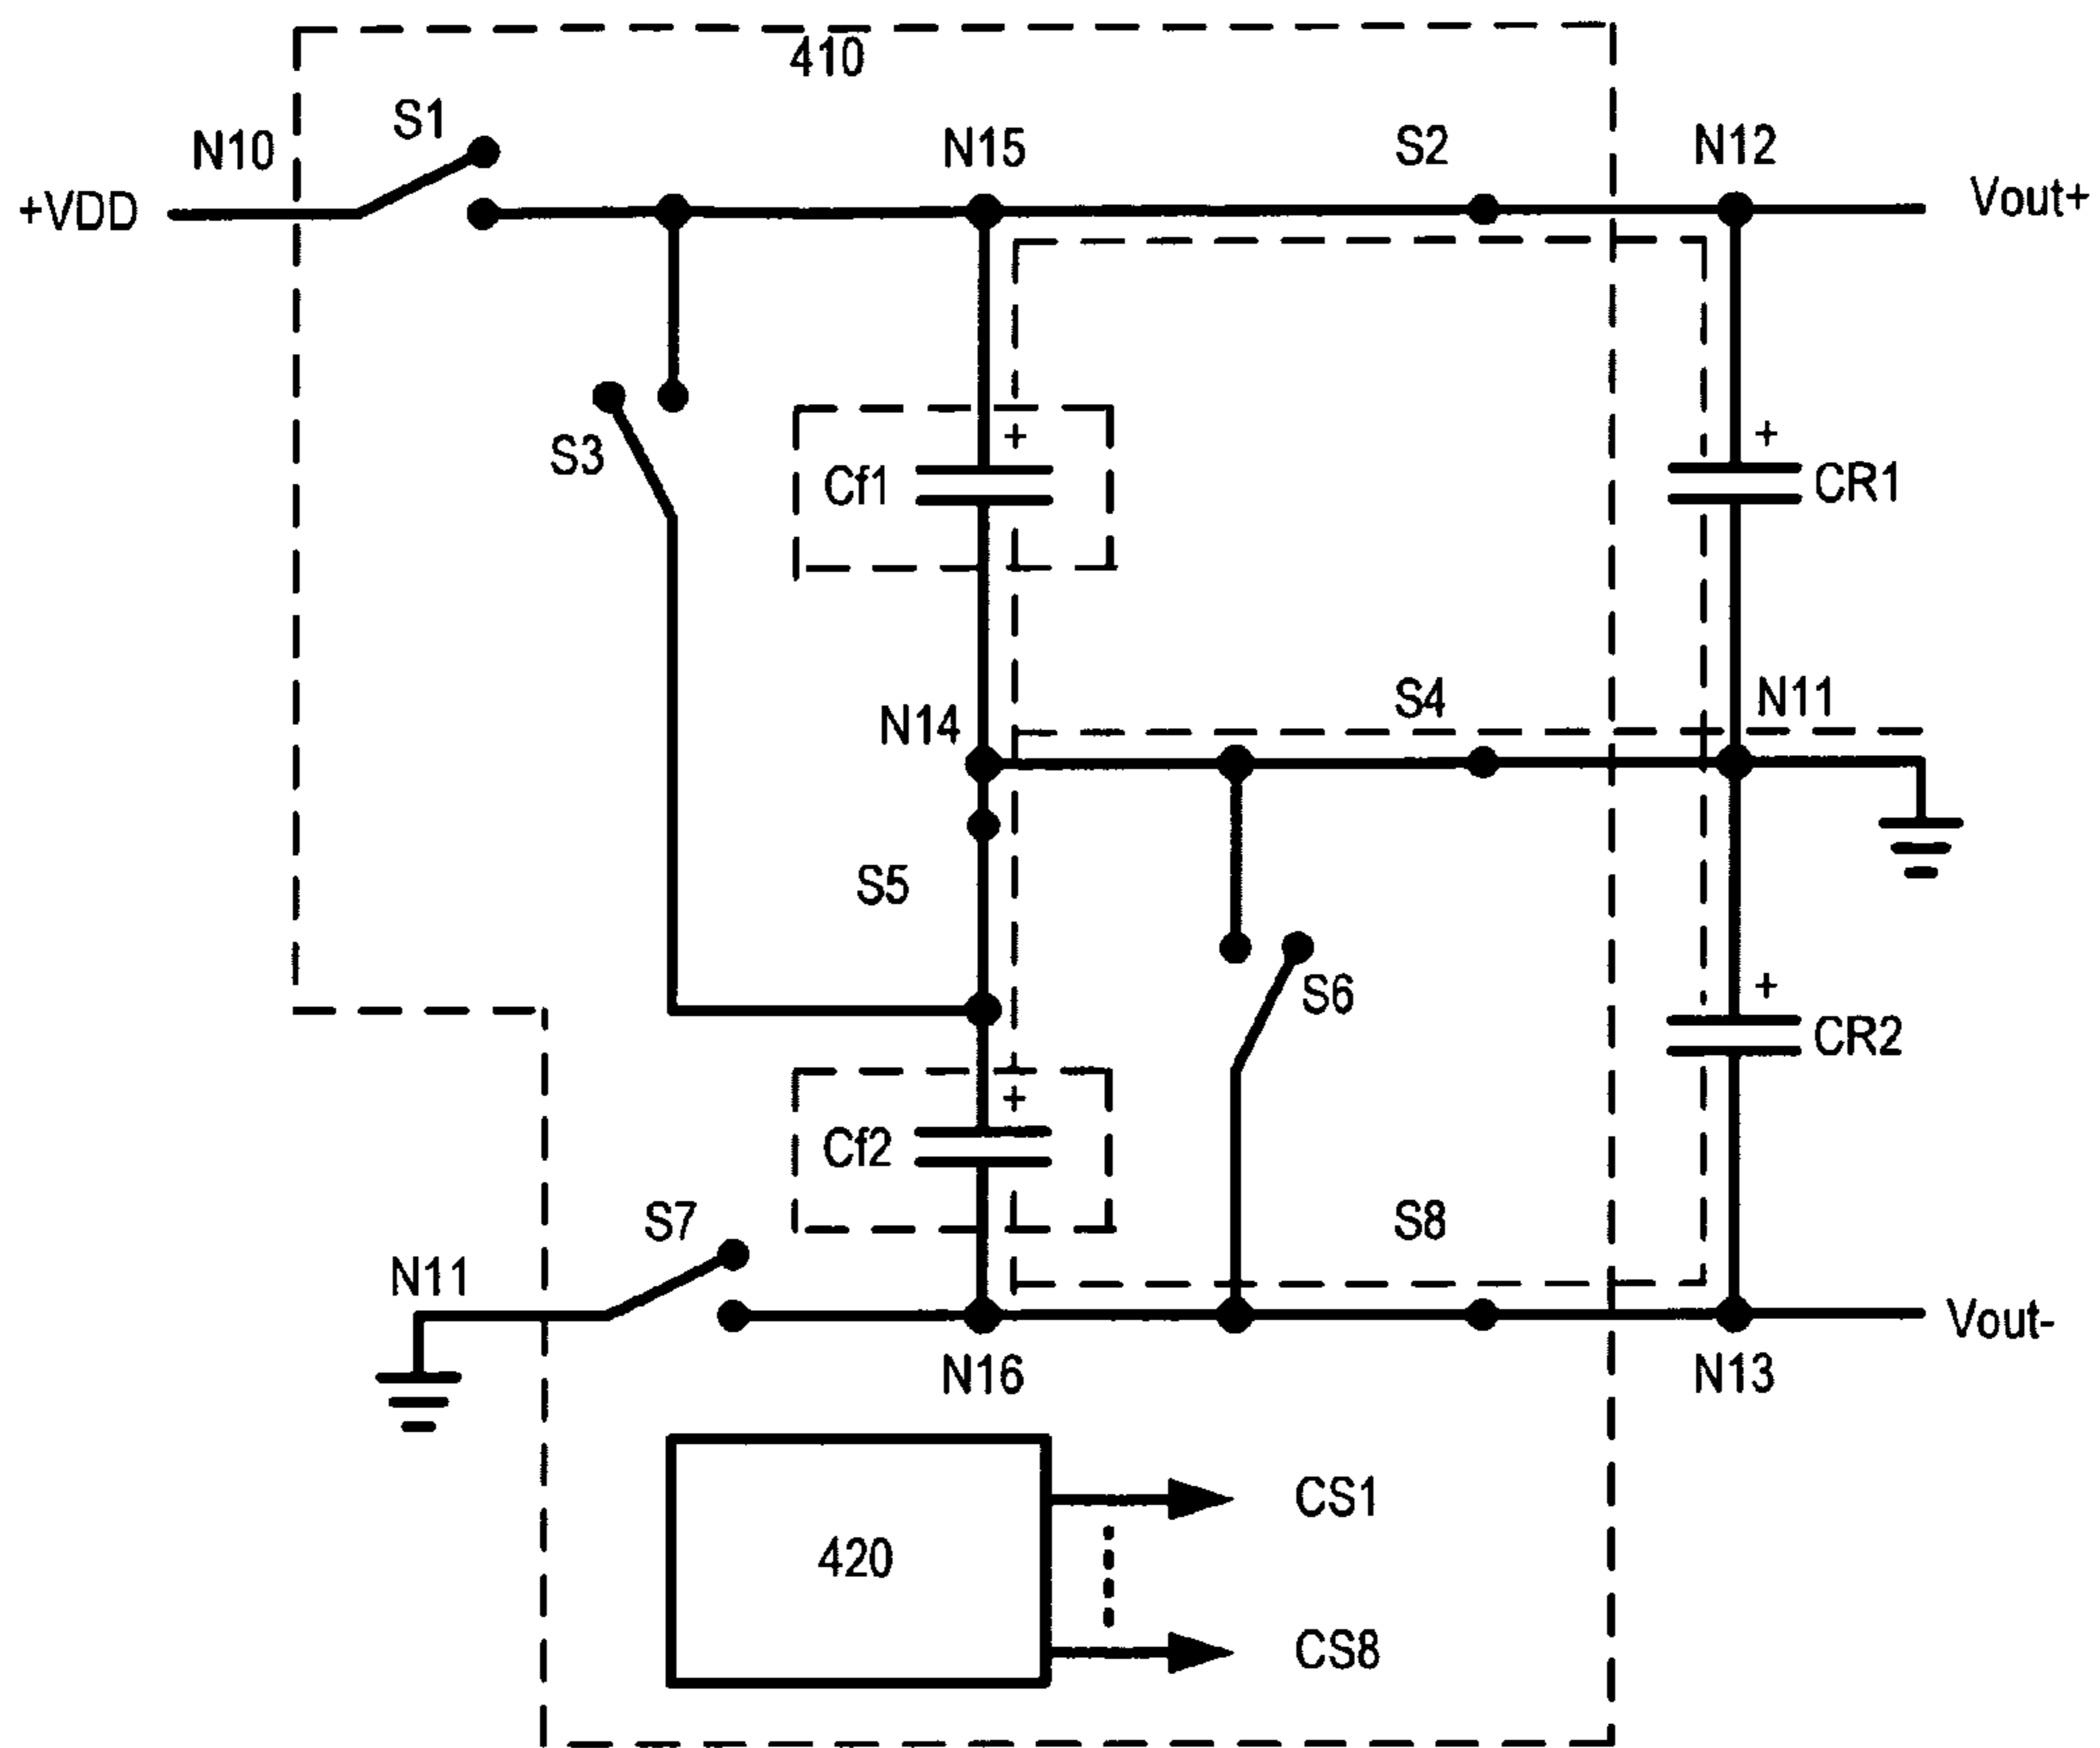 410
S1
N10
N15
S2
N12
+VDD
Vout+
S3
+
+
Cf1
CR1
N14
S4
N11
S5
S6
+
CR2
+
Cf2
S7
S8
N11
Vout-
N16
N13
420
CS1
CS8